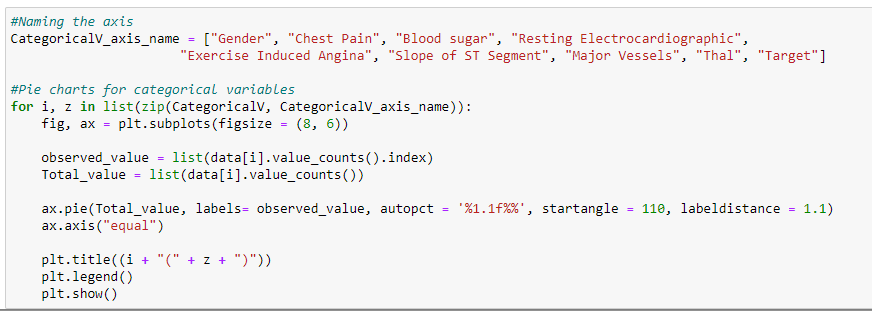 #Naming the axis
CategoricalV_axis_name = ["Gender", "Chest Pain", "Blood sugar", "Resting Electrocardiographic",
"Exercise Induced Angina", "Slope of ST Segment", "Major Vessels", "Thal", "Target"]
#Pie charts for categorical variables
for i, z in list(zip(CategoricalV, CategoricalV_axis_name)):
fig, ax = plt.subplots(figsize = (8, 6))
observed_value = list(data[i].value_counts().index)
Total_value = list(data[i].value_counts())
ax.pie(Total_value, labels= observed_value, autopct = '%1.1f%%', startangle = 110, labeldistance = 1.1)
ax.axis("equal")
plt.title((i + "(" + z + ")"))
plt.legend()
plt.show()